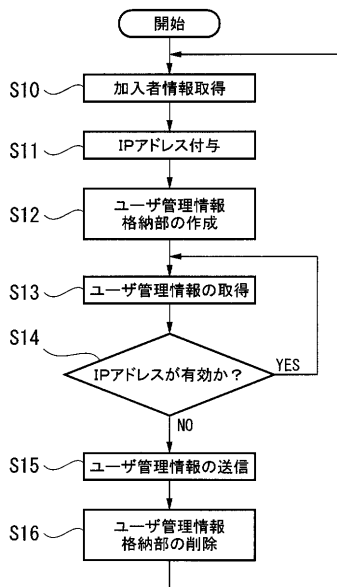 開始
S10
加入者情報取得
S11
IPアドレス付与
S12
ユーザ管理情報
格納部の作成
S13
ユーザ管理情報の取得
S14
IPアドレスが有効か?
YES
NO
S15
ユーザ管理情報の送信
S16
ユーザ管理情報
格納部の削除